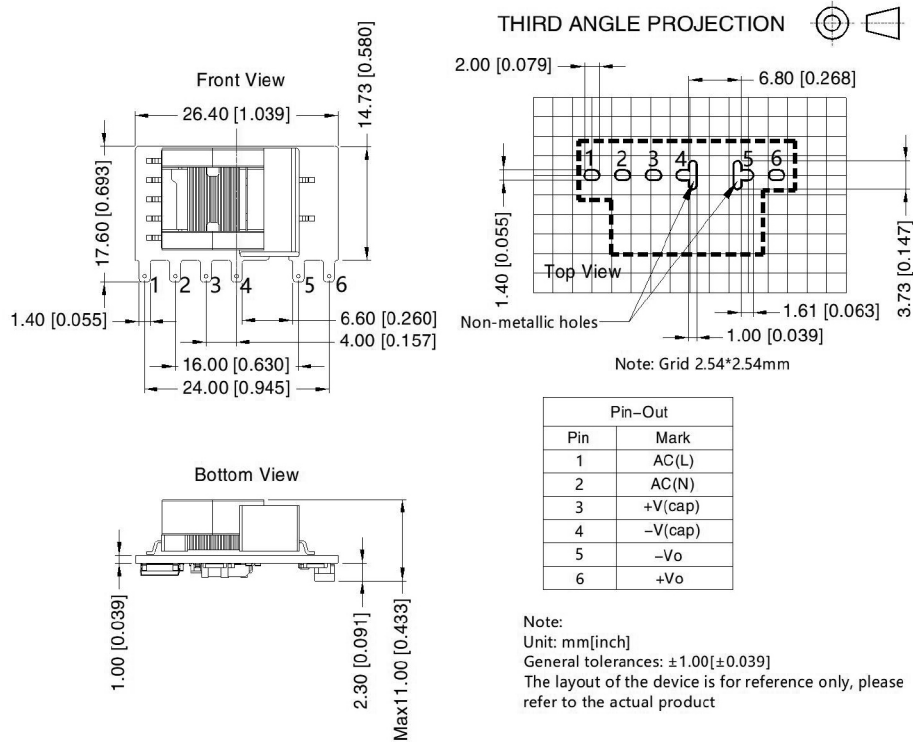 THIRD ANGLE PROJECTION
Front View
26.40 [1.039]
14.73 [0.580]
17.60 [0.693]
1 2 3 4 5 6
1.40 [0.055]
6.60 [0.260]
4.00 [0.157]
16.00 [0.630]
24.00 [0.945]
2.00 [0.079]
6.80 [0.268]
1 2 3 4 5 6
1.40 [0.055]
3.73 [0.147]
Top View
Non-metallic holes
1.61 [0.063]
1.00 [0.039]
Note: Grid 2.54*2.54mm
Pin-Out
Pin Mark
1 AC(L)
2 AC(N)
3 +V(cap)
4 -V(cap)
5 -Vo
6 +Vo
Bottom View
1.00 [0.039]
2.30 [0.091]
Max11.00 [0.433]
Note:
Unit: mm[inch]
General tolerances: ±1.00[±0.039]
The layout of the device is for reference only, please
refer to the actual product